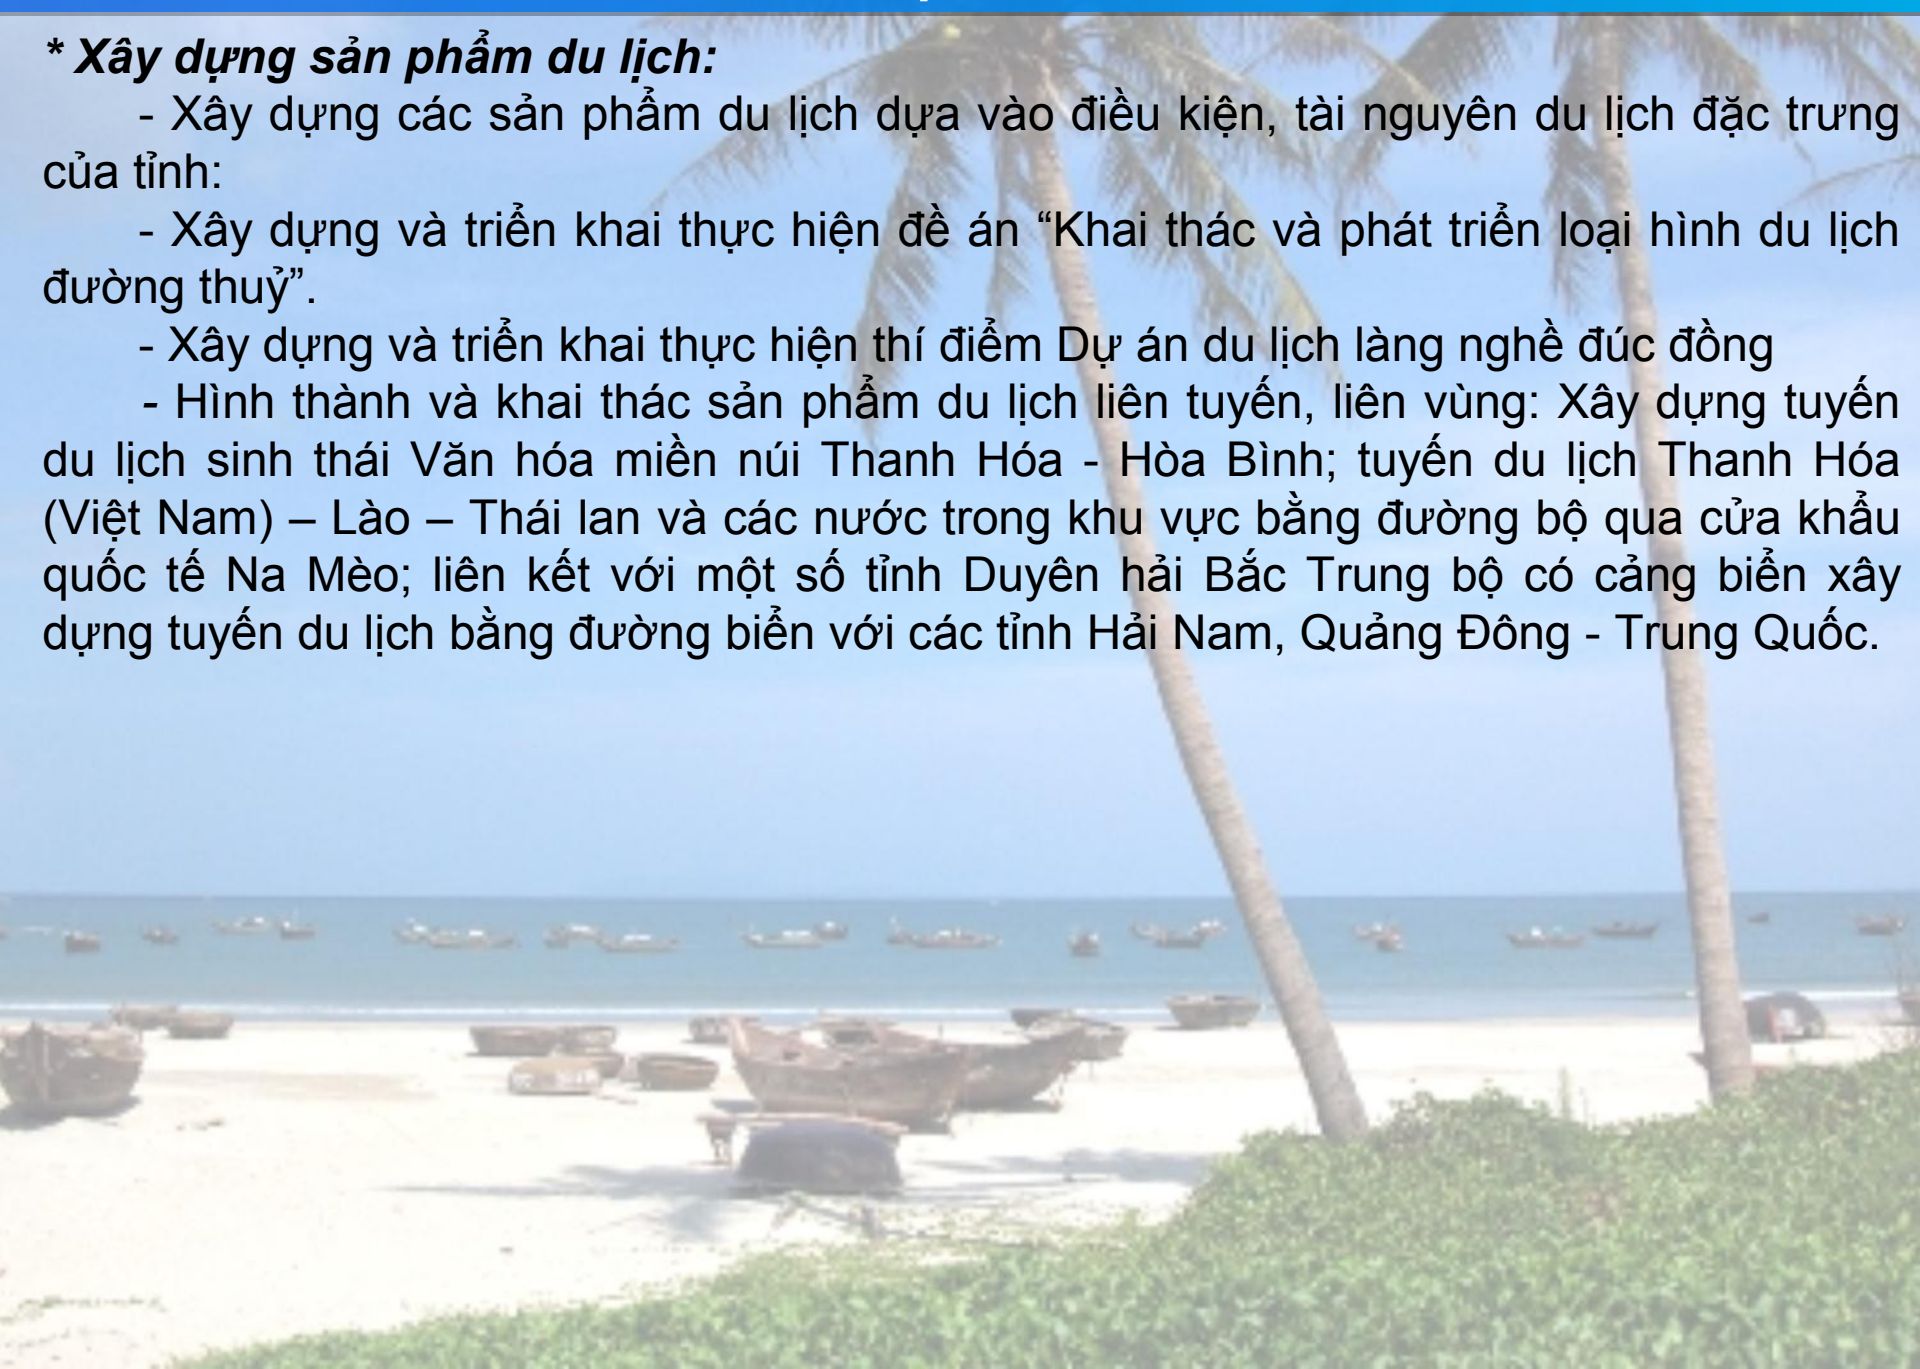 * Xây dựng sản phẩm du lịch:
- Xây dựng các sản phẩm du lịch dựa vào điều kiện, tài nguyên du lịch đặc trưng
của tỉnh:
- Xây dựng và triển khai thực hiện đề án “Khai thác và phát triển loại hình du lịch
đường thuỷ”.
- Xây dựng và triển khai thực hiện thí điểm Dự án du lịch làng nghề đúc đồng
- Hình thành và khai thác sản phẩm du lịch liên tuyến, liên vùng: Xây dựng tuyến
du lịch sinh thái Văn hóa miền núi Thanh Hóa - Hòa Bình; tuyến du lịch Thanh Hóa
(Việt Nam) – Lào – Thái lan và các nước trong khu vực bằng đường bộ qua cửa khẩu
quốc tế Na Mèo; liên kết với một số tỉnh Duyên hải Bắc Trung bộ có cảng biển xây
dựng tuyến du lịch bằng đường biển với các tỉnh Hải Nam, Quảng Đông - Trung Quốc.